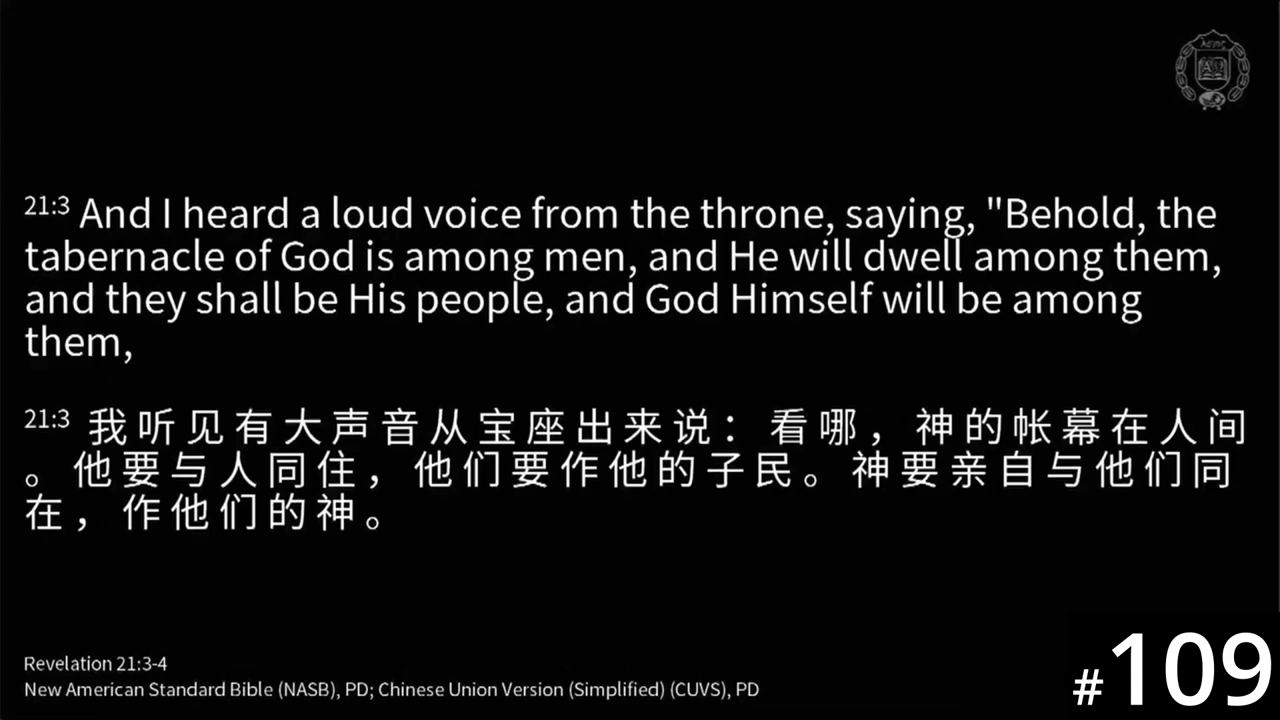 21:3 And I heard a loud voice from the throne, saying, "Behold, the
tabernacle of God is among men, and He will dwell among them,
and they shall be His people, and God Himself will be among
them,
21:3 我听见有大声音从宝座出来说：看哪，神的帐幕在人间
。他要与人同住，他们要作他的子民。神要亲自与他们同
在，作他们的神。
Revelation 21:3-4
New American Standard Bible (NASB), PD; Chinese Union Version (Simplified) (CUVS), PD
#109